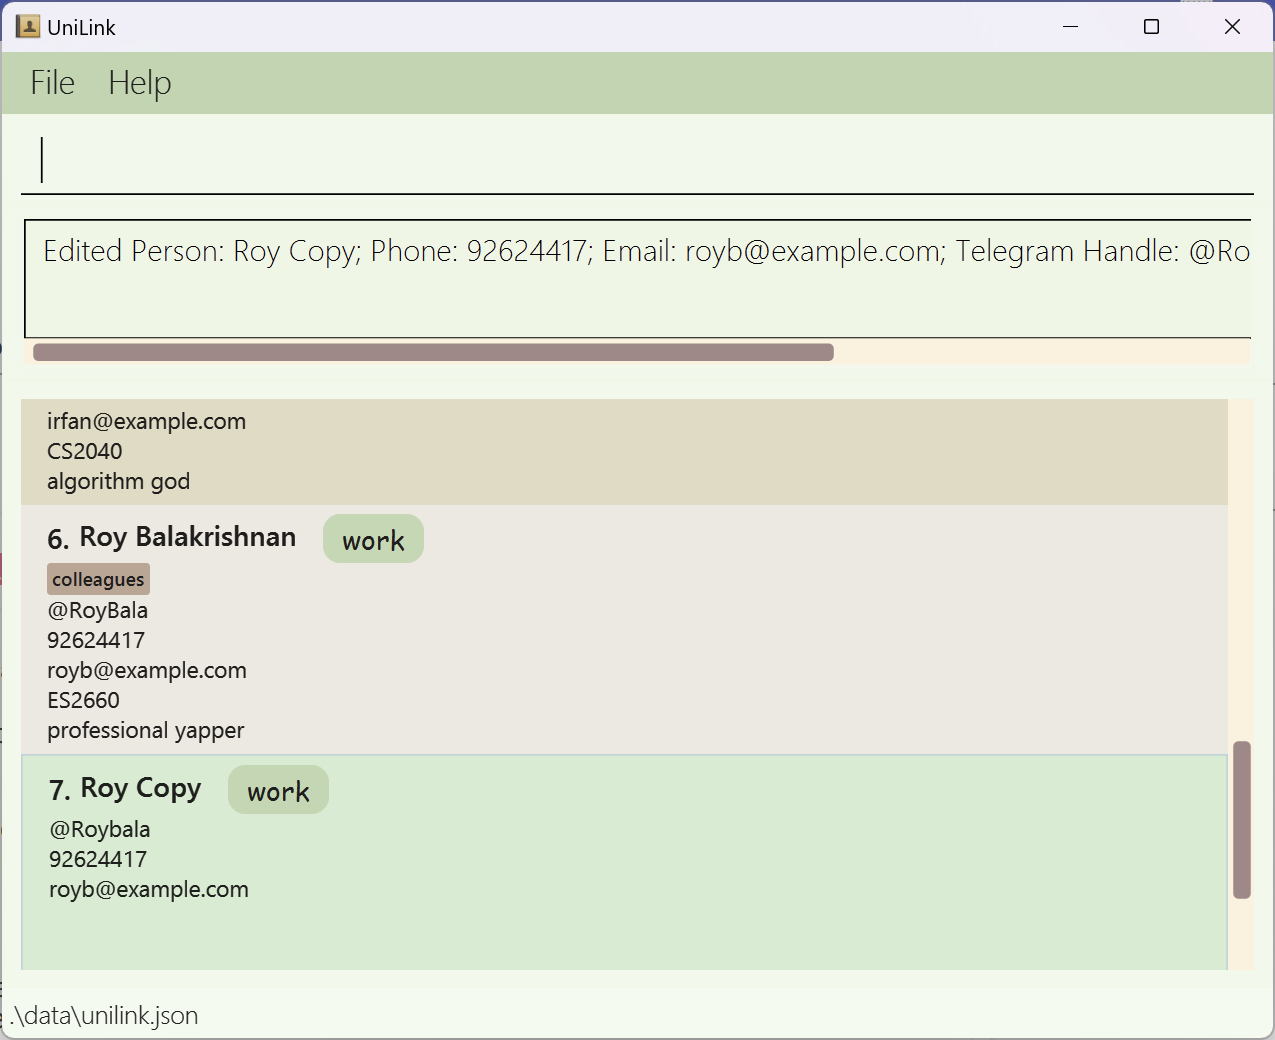 UniLink
File Help
Edited Person: Roy Copy; Phone: 92624417; Email: royb@example.com; Telegram Handle: @Ro
irfan@example.com
CS2040
algorithm god
6. Roy Balakrishnan work
colleagues
@RoyBala
92624417
royb@example.com
ES2660
professional yapper
7. Roy Copy work
@Roybala
92624417
royb@example.com
.\data\unilink.json